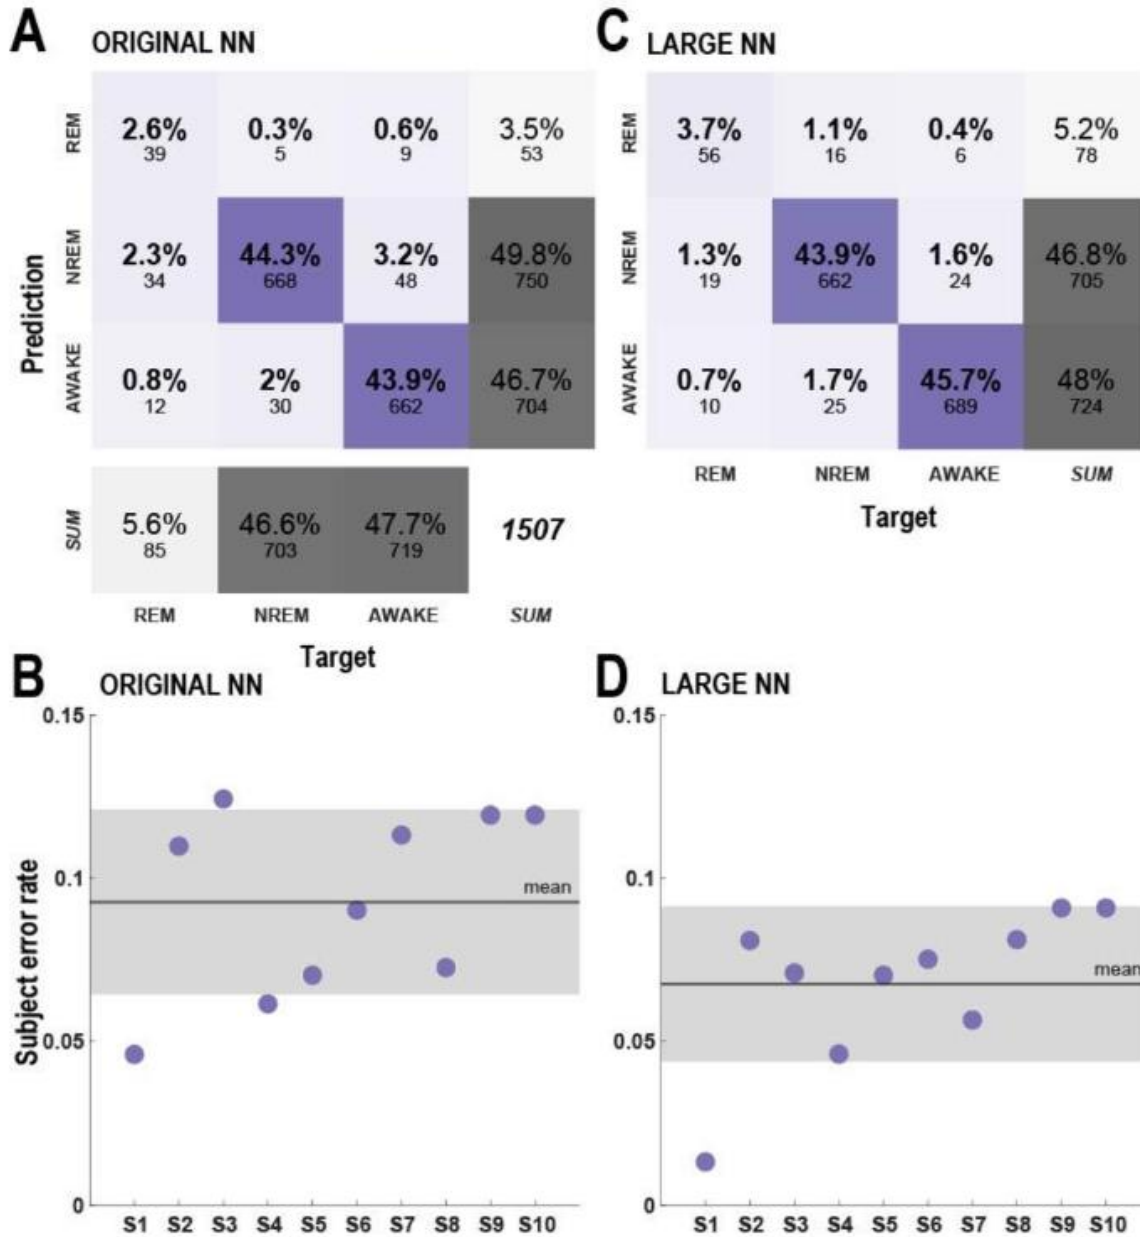 A ORIGINAL NN
REM 2.6% 0.3% 0.6% 3.5%
39 5 9 53
NREM 2.3% 44.3% 3.2% 49.8%
34 668 48 750
AWAKE 0.8% 2% 43.9% 46.7%
12 30 662 704
Prediction
SUM 5.6% 46.6% 47.7% 1507
85 703 719
REM NREM AWAKE SUM
Target
C LARGE NN
REM 3.7% 1.1% 0.4% 5.2%
56 16 6 78
NREM 1.3% 43.9% 1.6% 46.8%
19 662 24 705
AWAKE 0.7% 1.7% 45.7% 48%
10 25 689 724
REM NREM AWAKE SUM
Target
B ORIGINAL NN
0.15
0.1
0.05
0
Subject error rate
mean
S1 S2 S3 S4 S5 S6 S7 S8 S9 S10
D LARGE NN
0.15
0.1
0.05
0
mean
S1 S2 S3 S4 S5 S6 S7 S8 S9 S10